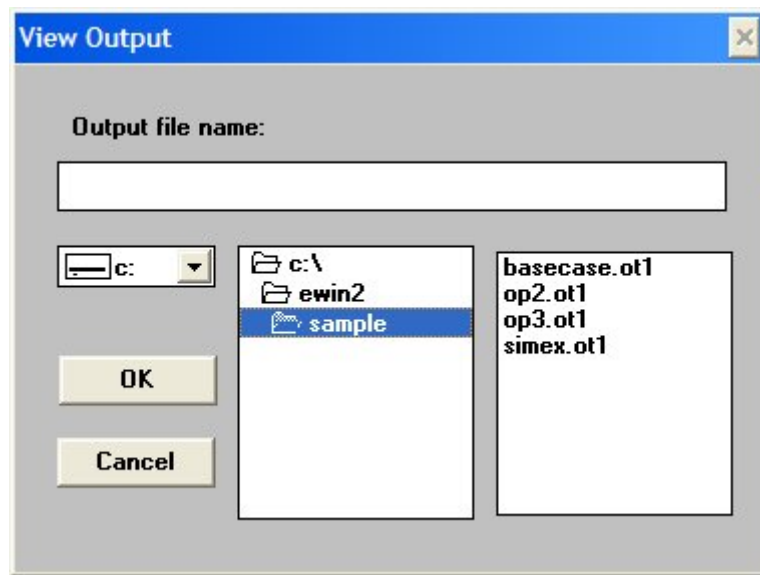 View Output
Output file name:
c:
c:\
ewin2
sample
basecase.ot1
op2.ot1
op3.ot1
simex.ot1
OK
Cancel